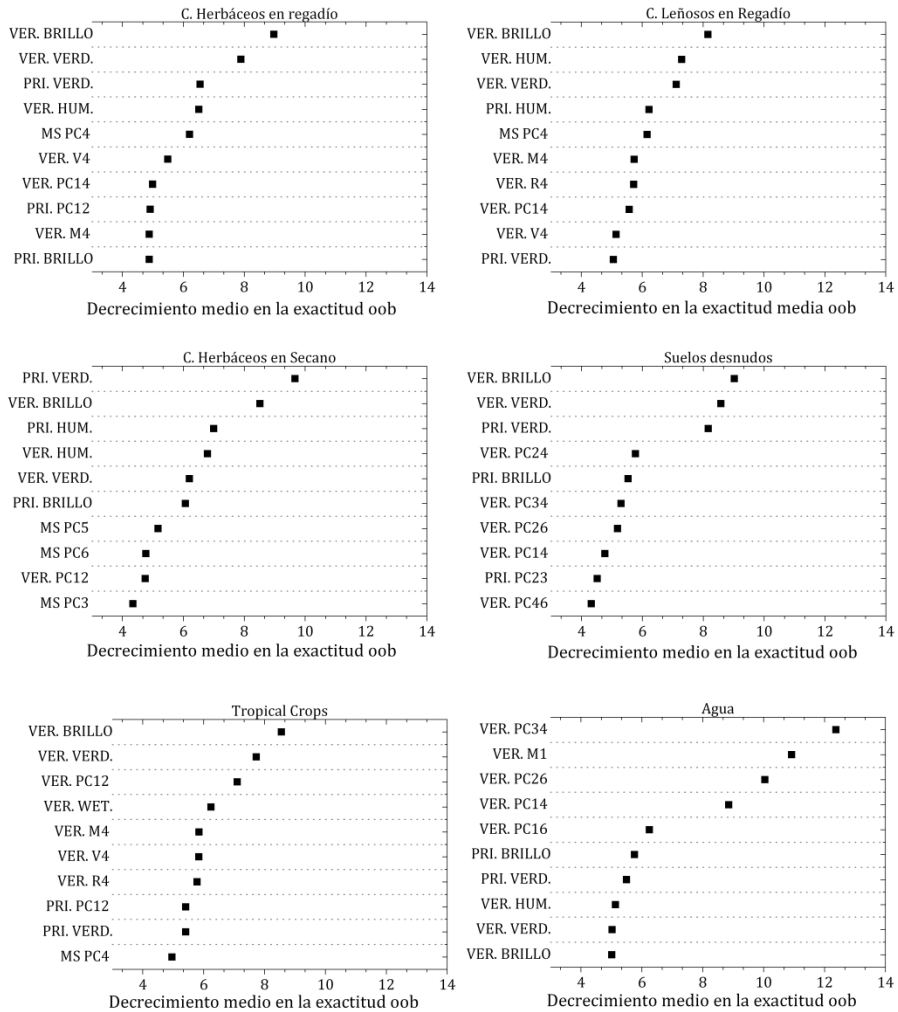 C. Herbáceos en regadío
VER. BRILLO
VER. VERD.
PRI. VERD.
VER. HUM.
MS PC4
VER. V4
VER. PC14
PRI. PC12
VER. M4
PRI. BRILLO
4 6 8 10 12 14
Decrecimiento medio en la exactitud oob
C. Leñosos en Regadío
VER. BRILLO
VER. HUM.
VER. VERD.
PRI. HUM.
MS PC4
VER. M4
VER. R4
VER. PC14
VER. V4
PRI. VERD.
4 6 8 10 12 14
Decrecimiento medio en la exactitud media oob
C. Herbáceos en Secano
PRI. VERD.
VER. BRILLO
PRI. HUM.
VER. HUM.
VER. VERD.
PRI. BRILLO
MS PC5
MS PC6
VER. PC12
MS PC3
4 6 8 10 12 14
Decrecimiento medio en la exactitud oob
Suelos desnudos
VER. BRILLO
VER. VERD.
PRI. VERD.
VER. PC24
PRI. BRILLO
VER. PC34
VER. PC26
VER. PC14
PRI. PC23
VER. PC46
4 6 8 10 12 14
Decrecimiento medio en la exactitud oob
Tropical Crops
VER. BRILLO
VER. VERD.
VER. PC12
VER. WET.
VER. M4
VER. V4
VER. R4
PRI. PC12
PRI. VERD.
MS PC4
4 6 8 10 12 14
Decrecimiento medio en la exactitud oob
Agua
VER. PC34
VER. M1
VER. PC26
VER. PC14
VER. PC16
PRI. BRILLO
PRI. VERD.
VER. HUM.
VER. VERD.
VER. BRILLO
4 6 8 10 12 14
Decrecimiento medio en la exactitud oob